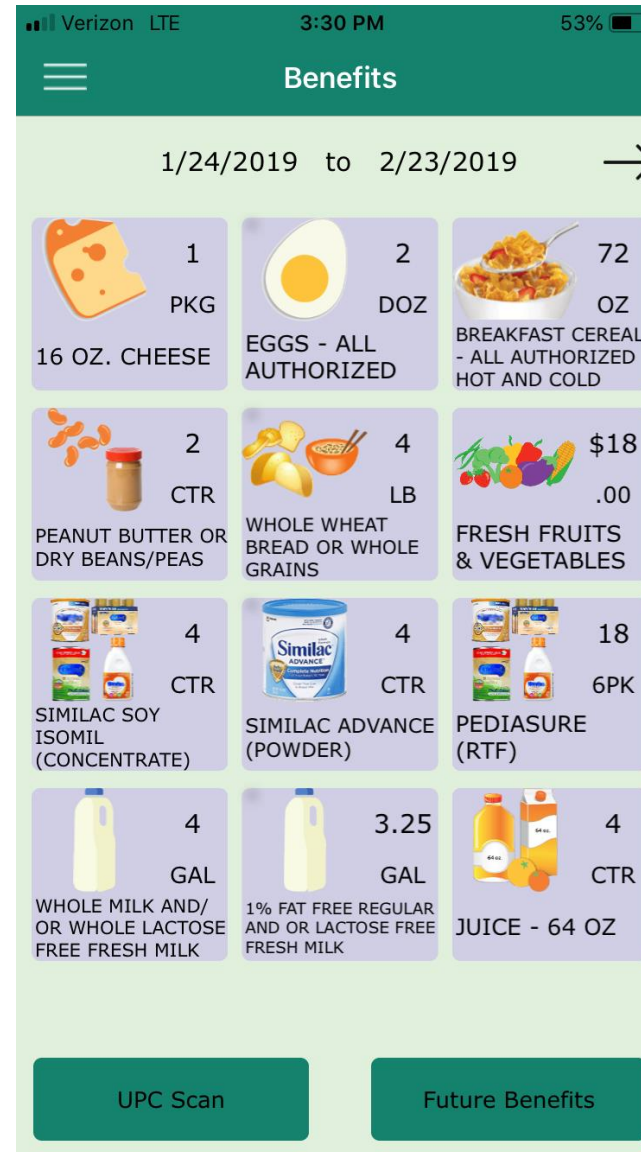 Verizon LTE 3:30 PM 53%
Benefits
1/24/2019 to 2/23/2019
1
PKG
16 OZ. CHEESE
2
DOZ
EGGS - ALL
AUTHORIZED
72
OZ
BREAKFAST CEREAL
- ALL AUTHORIZED
HOT AND COLD
2
CTR
PEANUT BUTTER OR
DRY BEANS/PEAS
4
LB
WHOLE WHEAT
BREAD OR WHOLE
GRAINS
$18
.00
FRESH FRUITS
& VEGETABLES
4
CTR
SIMILAC SOY
ISOMIL
(CONCENTRATE)
Similac
ADVANCE
4
CTR
SIMILAC ADVANCE
(POWDER)
18
6PK
PEDIASURE
(RTF)
4
GAL
WHOLE MILK AND/
OR WHOLE LACTOSE
FREE FRESH MILK
3.25
GAL
1% FAT FREE REGULAR
AND OR LACTOSE FREE
FRESH MILK
64 oz.
64 oz.
4
CTR
JUICE - 64 OZ
UPC Scan
Future Benefits